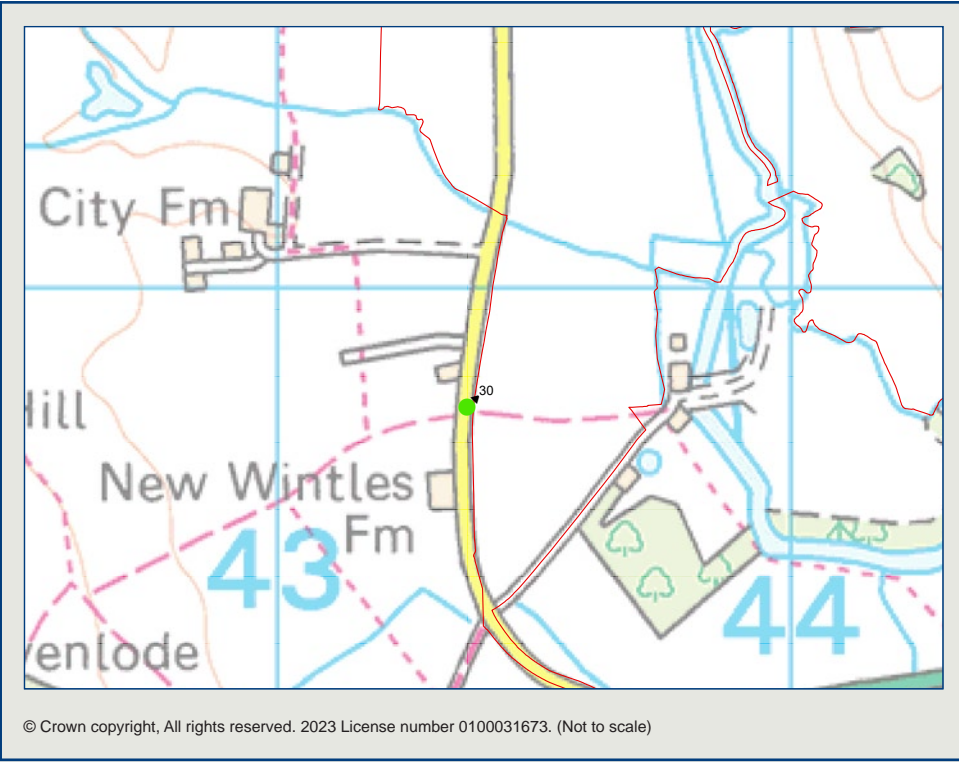 City Fm
30
Hill
New Wintles
Fm
43
44
enlode
© Crown copyright, All rights reserved. 2023 License number 0100031673. (Not to scale)